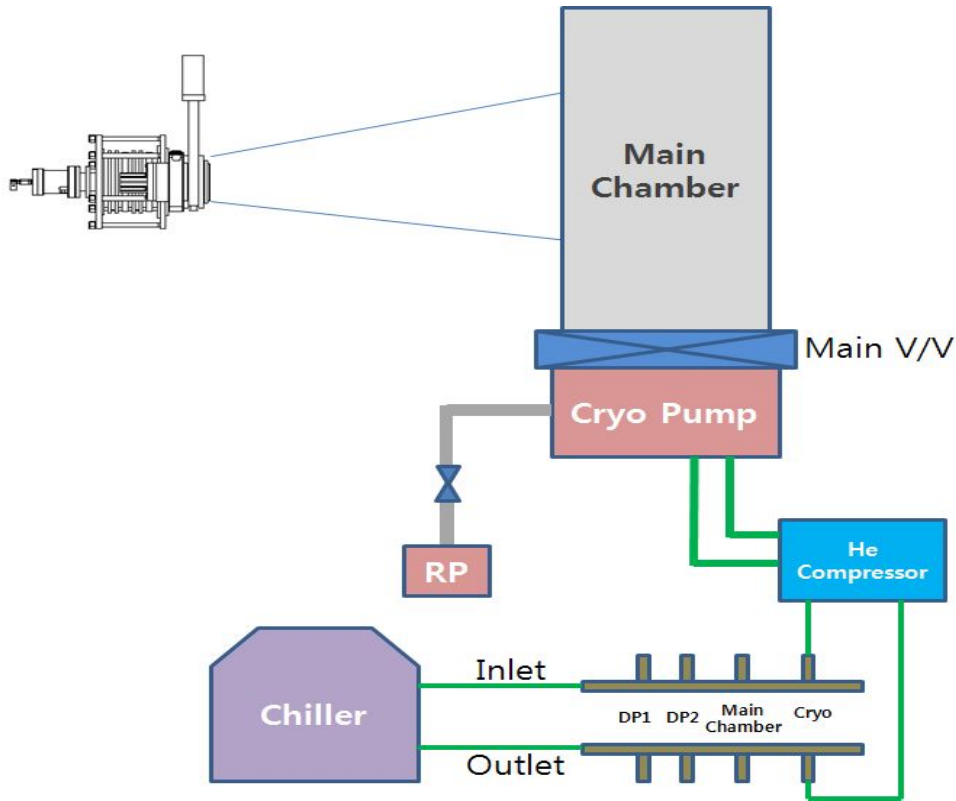 Main
Chamber
Main V/V
Cryo Pump
RP
He
Compressor
Chiller
Inlet
DP1
DP2
Main
Chamber
Cryo
Outlet